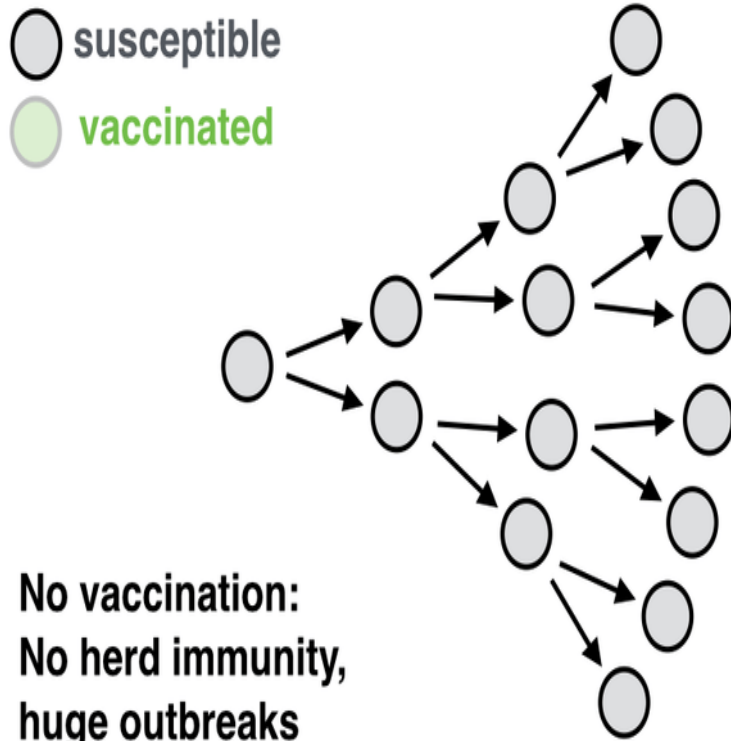 susceptible
vaccinated
No vaccination:
No herd immunity,
huge outbreaks